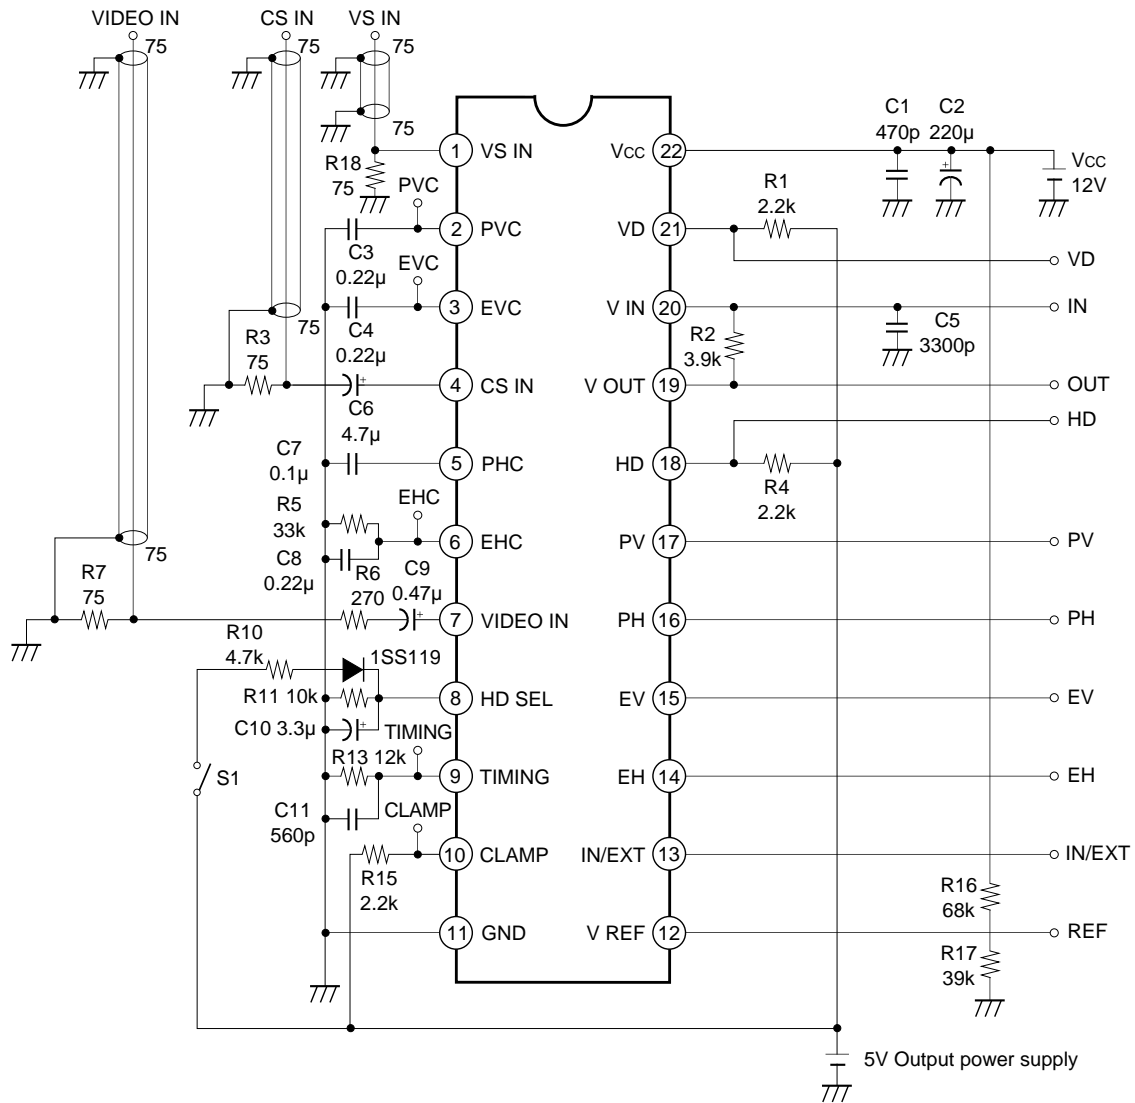 VIDEO IN
CS IN
VS IN
75
75
75
75
R18
75
PVC
C3
0.22μ
EVC
C4
0.22μ
75
R3
75
C6
4.7μ
C7
0.1μ
R5
33k
EHC
C8
0.22μ
R6
270
C9
0.47μ
75
R7
75
R10
4.7k
1SS119
R11 10k
C10 3.3μ
TIMING
R13 12k
S1
C11
560p
CLAMP
R15
2.2k
1 VS IN
2 PVC
3 EVC
4 CS IN
5 PHC
6 EHC
7 VIDEO IN
8 HD SEL
9 TIMING
10 CLAMP
11 GND
VCC 22
VD 21
V IN 20
V OUT 19
HD 18
PV 17
PH 16
EV 15
EH 14
IN/EXT 13
V REF 12
C1
470p
C2
220μ
+
VCC
12V
R1
2.2k
VD
IN
R2
3.9k
C5
3300p
OUT
HD
R4
2.2k
PV
PH
EV
EH
IN/EXT
R16
68k
REF
R17
39k
5V Output power supply